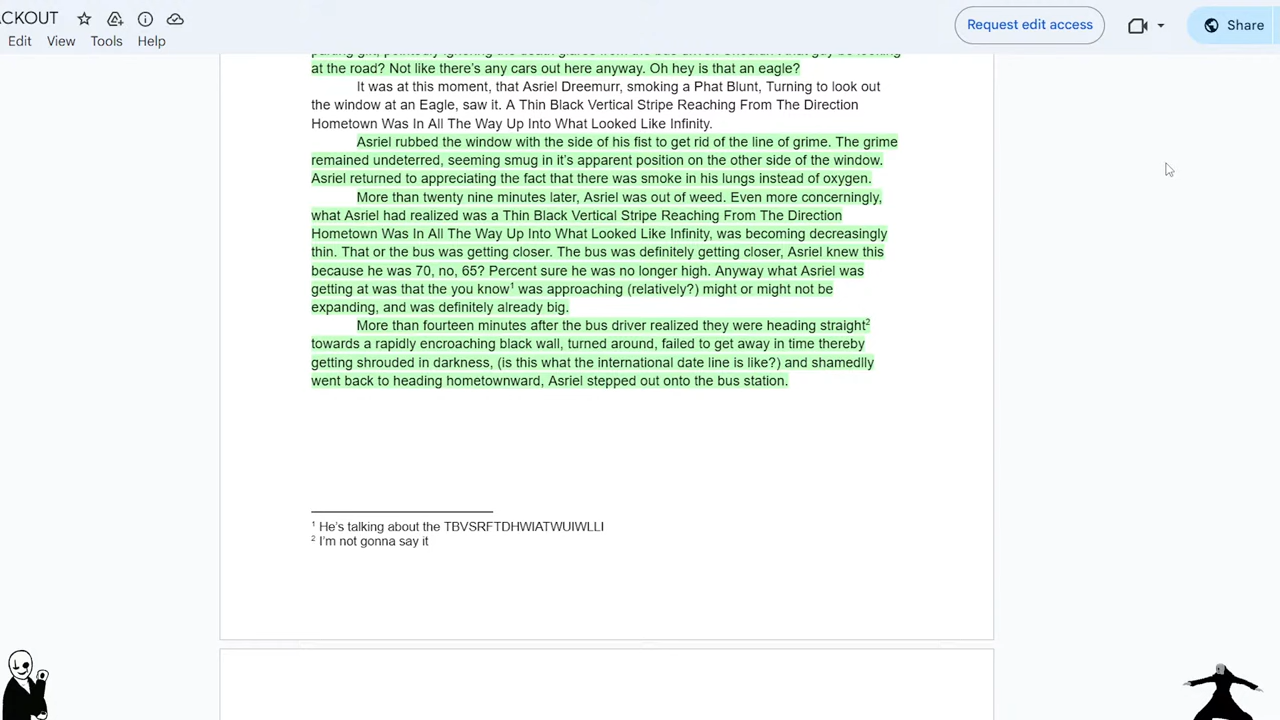 CKOUT
Edit View Tools Help
Request edit access
Share
at the road? Not like there's any cars out here anyway. Oh hey is that an eagle?
It was at this moment, that Asriel Dreemurr, smoking a Phat Blunt, Turning to look out
the window at an Eagle, saw it. A Thin Black Vertical Stripe Reaching From The Direction
Hometown Was In All The Way Up Into What Looked Like Infinity.
Asriel rubbed the window with the side of his fist to get rid of the line of grime. The grime
remained undeterred, seeming smug in it's apparent position on the other side of the window.
Asriel returned to appreciating the fact that there was smoke in his lungs instead of oxygen.
More than twenty nine minutes later, Asriel was out of weed. Even more concerningly,
what Asriel had realized was a Thin Black Vertical Stripe Reaching From The Direction
Hometown Was In All The Way Up Into What Looked Like Infinity, was becoming decreasingly
thin. That or the bus was getting closer. The bus was definitely getting closer, Asriel knew this
because he was 70, no, 65? Percent sure he was no longer high. Anyway what Asriel was
getting at was that the you know¹ was approaching (relatively?) might or might not be
expanding, and was definitely already big.
More than fourteen minutes after the bus driver realized they were heading straight²
towards a rapidly encroaching black wall, turned around, failed to get away in time thereby
getting shrouded in darkness, (is this what the international date line is like?) and shamedlly
went back to heading hometownward, Asriel stepped out onto the bus station.
¹ He's talking about the TBVSRFTDHWIATWUIWLLI
² I'm not gonna say it